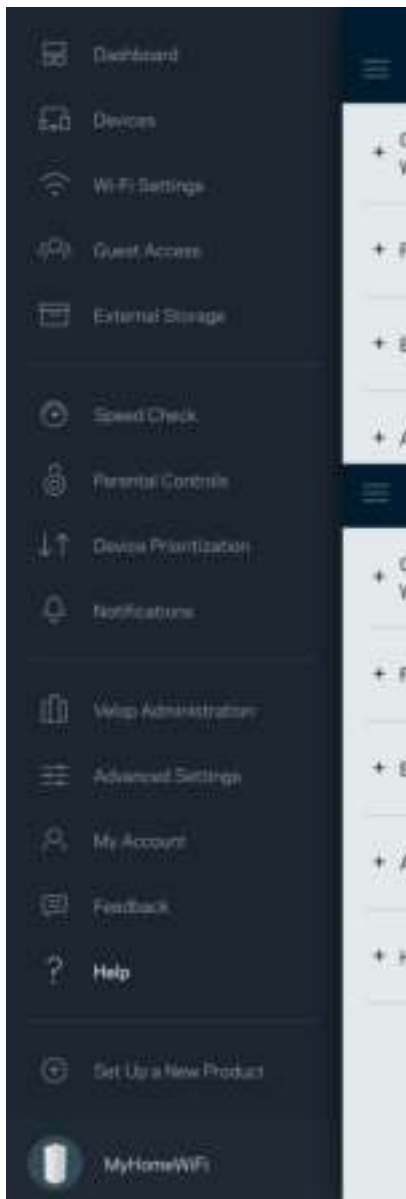 Dashboard
Devices
Wi-Fi Settings
Guest Access
External Storage
Speed Check
Parental Controls
Device Prioritization
Notifications
Velop Administration
Advanced Settings
My Account
Feedback
Help
Set Up a New Product
MyHomeWiFi